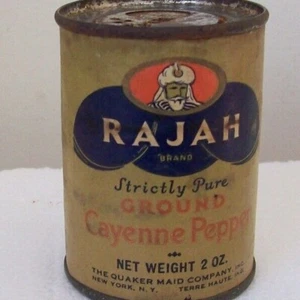 RAJAH
BRAND
Strictly Pure
GROUND
Cayenne Pepper
NET WEIGHT 2 OZ.
THE QUAKER MAID COMPANY, INC.
NEW YORK, N.Y. TERRE HAUTE, IND.